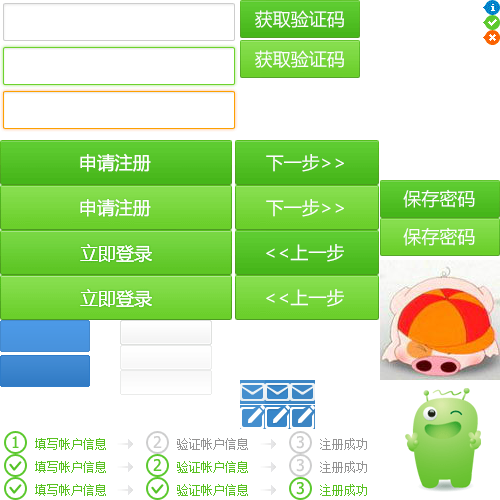 获取验证码
获取验证码
申请注册 下一步>>
保存密码
申请注册 下一步>>
保存密码
立即登录 <<上一步
立即登录 <<上一步
1 填写帐户信息 2 验证帐户信息 3 注册成功
填写帐户信息 2 验证帐户信息 3 注册成功
填写帐户信息 验证帐户信息 3 注册成功